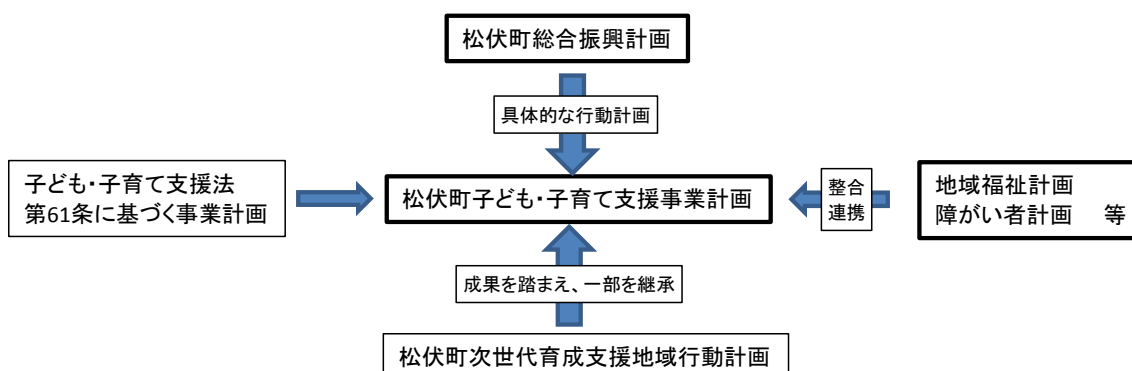 松伏町総合振興計画
具体的な行動計画
子ども・子育て支援法
第61条に基づく事業計画
松伏町子ども・子育て支援事業計画
整合
連携
地域福祉計画
障がい者計画　等
成果を踏まえ、一部を継承
松伏町次世代育成支援地域行動計画